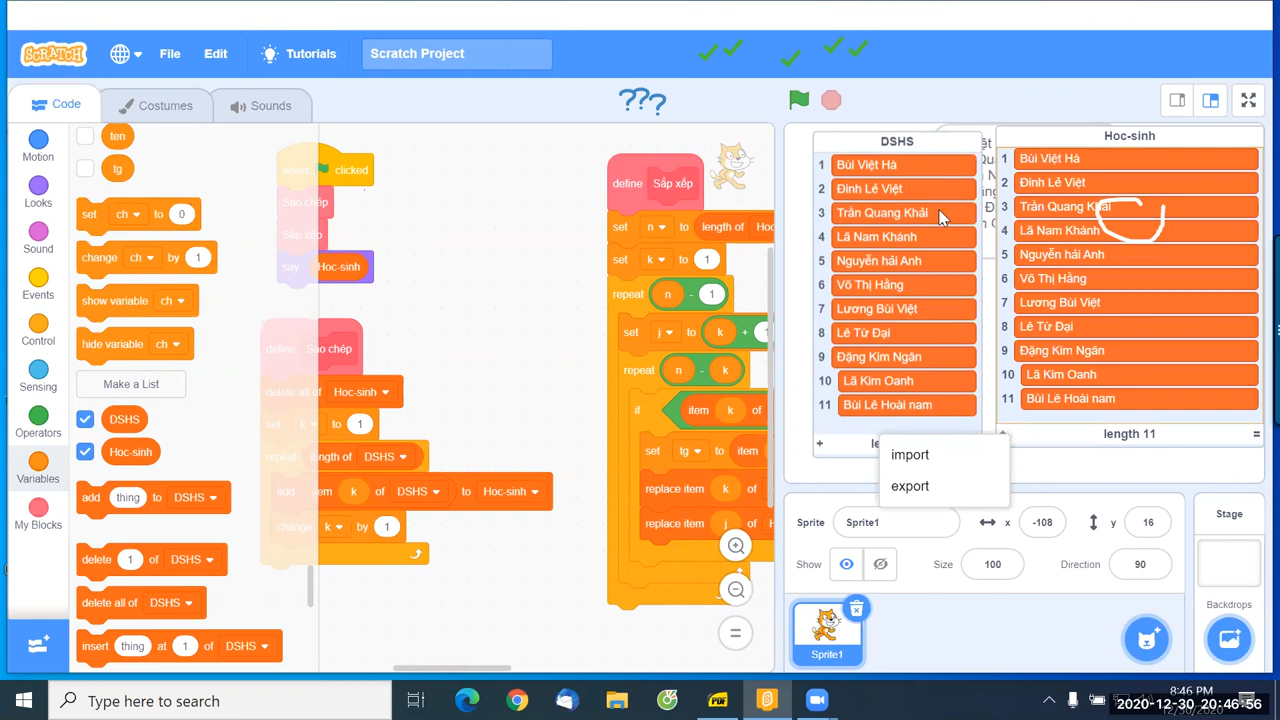 SCRATCH File Edit Tutorials Scratch Project
Code Costumes Sounds
???
Motion
Looks
Sound
Events
Control
Sensing
Operators
Variables
My Blocks
ten
tg
set ch to 0
change ch by 1
show variable ch
hide variable ch
Make a List
DSHS
Hoc-sinh
add thing to DSHS
delete 1 of DSHS
delete all of DSHS
insert thing at 1 of DSHS
when clicked
Sao chép
Sắp xếp
say Hoc-sinh
define Sao chép
delete all of Hoc-sinh
set k to 1
repeat length of DSHS
add item k of DSHS to Hoc-sinh
change k by 1
define Sắp xếp
set n to length of Hoc
set k to 1
repeat n - 1
set j to k + 1
repeat n - k
if item k of
set tg to item
replace item k of
replace item j of H
DSHS
1 Bùi Việt Hà
2 Đinh Lê Việt
3 Trần Quang Khải
4 Lã Nam Khánh
5 Nguyễn hải Anh
6 Võ Thị Hằng
7 Lương Bùi Việt
8 Lê Từ Đại
9 Đặng Kim Ngân
10 Lã Kim Oanh
11 Bùi Lê Hoài nam
+ le
import
export
Hoc-sinh
1 Bùi Việt Hà
2 Đinh Lê Việt
3 Trần Quang Khải
4 Lã Nam Khánh
5 Nguyễn hải Anh
6 Võ Thị Hằng
7 Lương Bùi Việt
8 Lê Từ Đại
9 Đặng Kim Ngân
10 Lã Kim Oanh
11 Bùi Lê Hoài nam
+ length 11 =
Sprite Sprite1 x -108 y 16
Show Size 100 Direction 90
Sprite1
Stage
Backdrops
Type here to search
PDF
8:46 PM
12/30/2020
2020-12-30 20:46:56